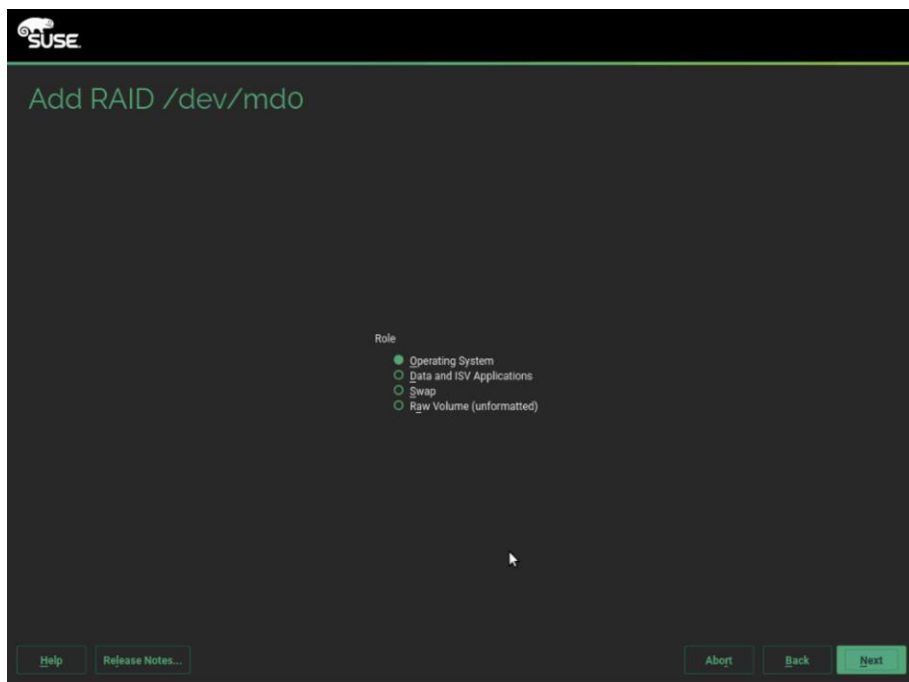 SUSE.
Add RAID /dev/md0
Role
Operating System
Data and ISV Applications
Swap
Raw Volume (unformatted)
Help Release Notes... Abort Back Next